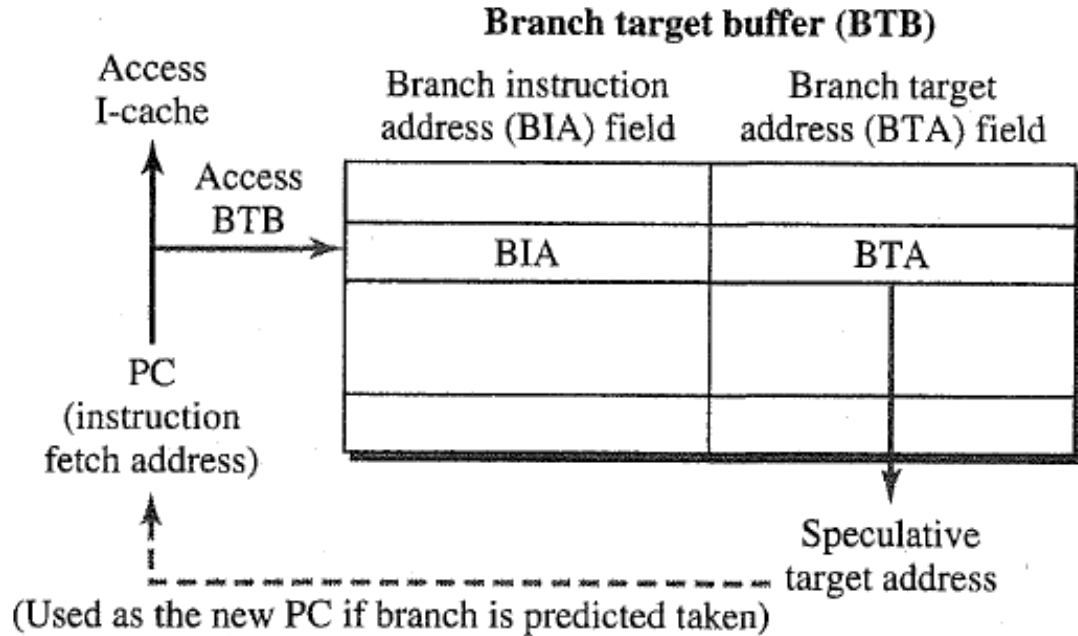 Branch target buffer (BTB)
Access
I-cache
Branch instruction
address (BIA) field
Branch target
address (BTA) field
Access
BTB
BIA
BTA
PC
(instruction
fetch address)
Speculative
target address
(Used as the new PC if branch is predicted taken)